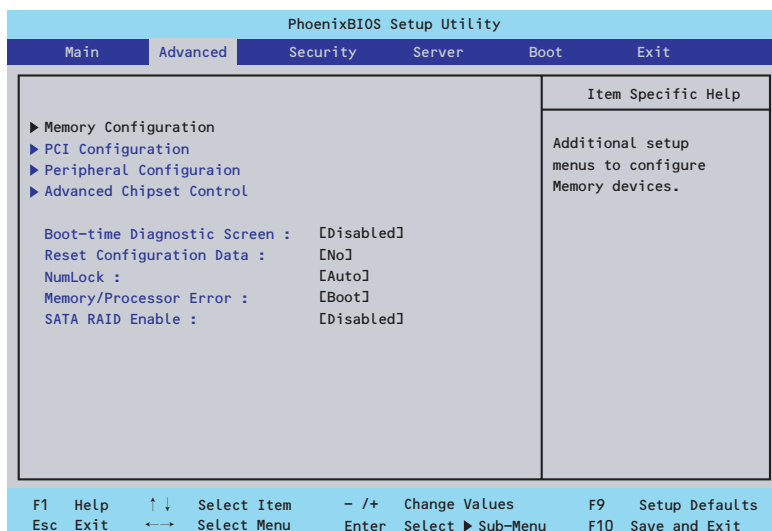 PhoenixBIOS Setup Utility
Main Advanced Security Server Boot Exit
Item Specific Help
▶ Memory Configuration
▶ PCI Configuration
▶ Peripheral Configuraion
▶ Advanced Chipset Control
Additional setup
menus to configure
Memory devices.
Boot-time Diagnostic Screen : [Disabled]
Reset Configuration Data : [No]
NumLock : [Auto]
Memory/Processor Error : [Boot]
SATA RAID Enable : [Disabled]
F1 Help ↑↓ Select Item - /+ Change Values F9 Setup Defaults
Esc Exit ←→ Select Menu Enter Select ▶ Sub-Menu F10 Save and Exit